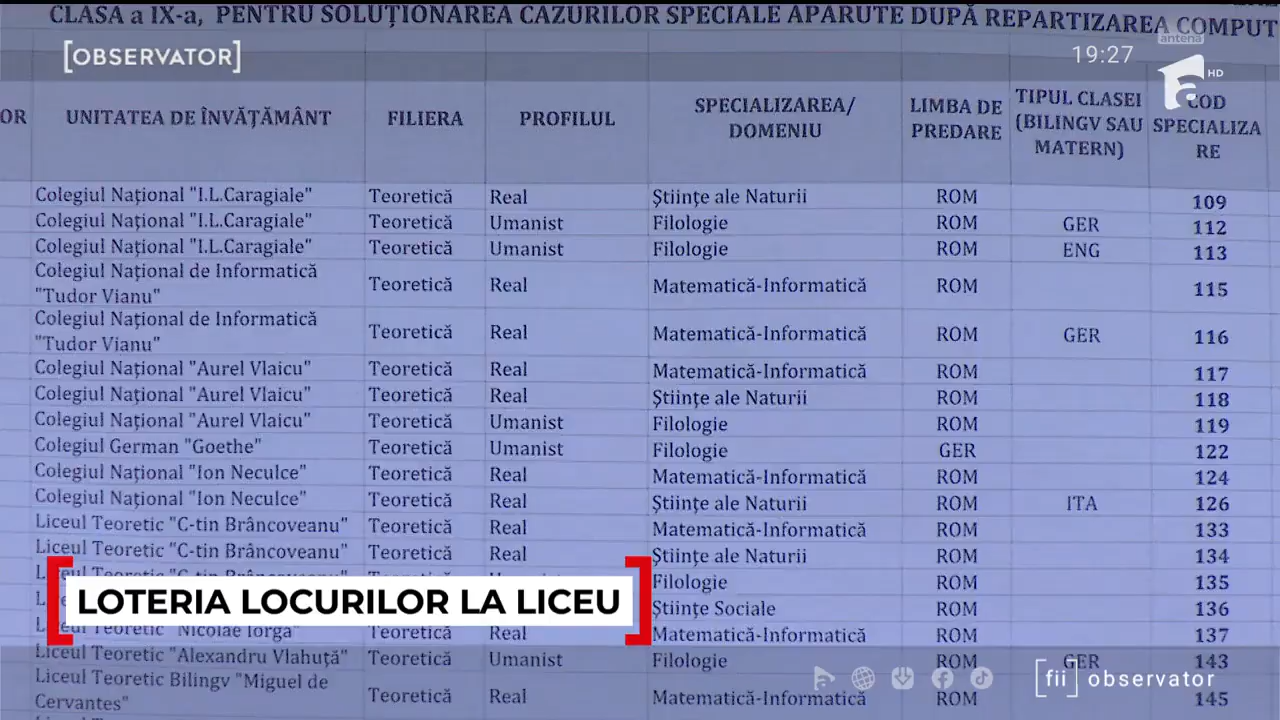 CLASA a IX-a, PENTRU SOLUȚIONAREA CAZURILOR SPECIALE APARUTE DUPĂ REPARTIZAREA COMPUT
[OBSERVATOR]
antena
19:27
HD
OR UNITATEA DE ÎNVĂȚĂMÂNT FILIERA PROFILUL SPECIALIZAREA/ DOMENIU LIMBA DE PREDARE TIPUL CLASEI (BILINGV SAU MATERN) COD SPECIALIZA RE
Colegiul Național "I.L.Caragiale" Teoretică Real Științe ale Naturii ROM 109
Colegiul Național "I.L.Caragiale" Teoretică Umanist Filologie ROM GER 112
Colegiul Național "I.L.Caragiale" Teoretică Umanist Filologie ROM ENG 113
Colegiul Național de Informatică "Tudor Vianu" Teoretică Real Matematică-Informatică ROM 115
Colegiul Național de Informatică "Tudor Vianu" Teoretică Real Matematică-Informatică ROM GER 116
Colegiul Național "Aurel Vlaicu" Teoretică Real Matematică-Informatică ROM 117
Colegiul Național "Aurel Vlaicu" Teoretică Real Științe ale Naturii ROM 118
Colegiul Național "Aurel Vlaicu" Teoretică Umanist Filologie ROM 119
Colegiul German "Goethe" Teoretică Umanist Filologie GER 122
Colegiul Național "Ion Neculce" Teoretică Real Matematică-Informatică ROM 124
Colegiul Național "Ion Neculce" Teoretică Real Științe ale Naturii ROM ITA 126
Liceul Teoretic "C-tin Brâncoveanu" Teoretică Real Matematică-Informatică ROM 133
Liceul Teoretic "C-tin Brâncoveanu" Teoretică Real Științe ale Naturii ROM 134
Filologie ROM 135
LOTERIA LOCURILOR LA LICEU
Științe Sociale ROM 136
Liceul Teoretic "Nicolae Iorga" Teoretică Real Matematică-Informatică ROM 137
Liceul Teoretic "Alexandru Vlahuță" Teoretică Umanist Filologie ROM GER 143
Liceul Teoretic Bilingv "Miguel de Cervantes" Teoretică Real Matematică-Informatică ROM 145
[fii] observator